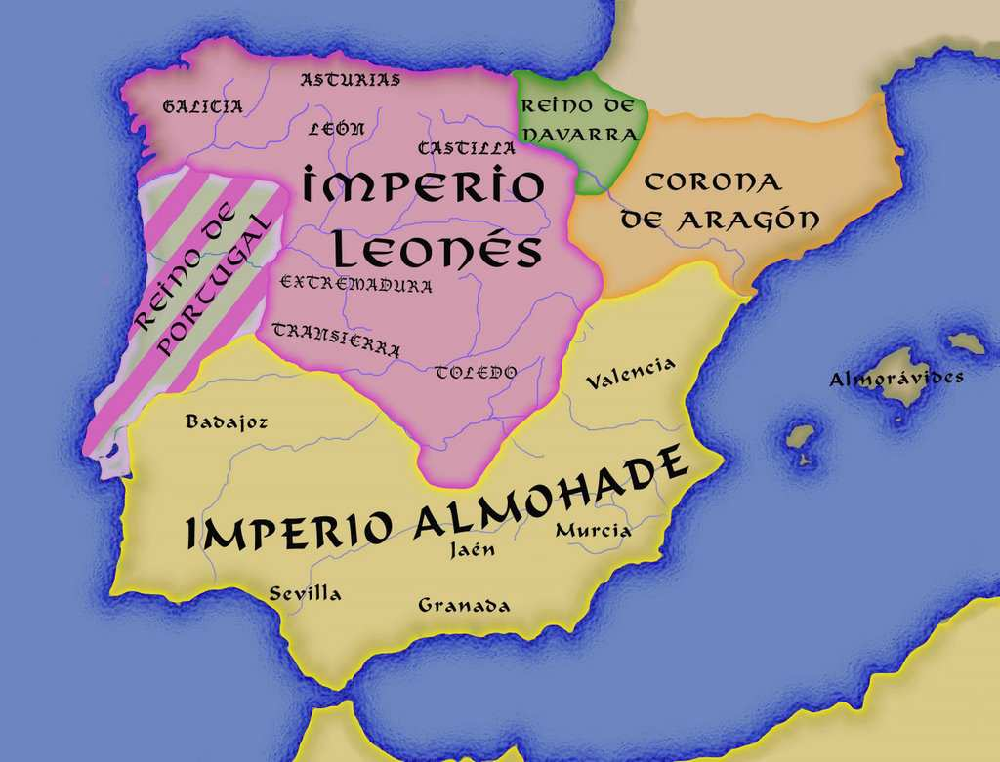 ASTURIAS
GALICIA
LEÓN
CASTILLA
REINO DE
NAVARRA
IMPERIO
LEONÉS
CORONA
DE ARAGÓN
REINO DE
PORTUGAL
EXTREMADURA
TRANSIERRA
TOLEDO
Valencia
Almorávides
Badajoz
IMPERIO ALMOHADE
Murcia
Jaén
Sevilla
Granada